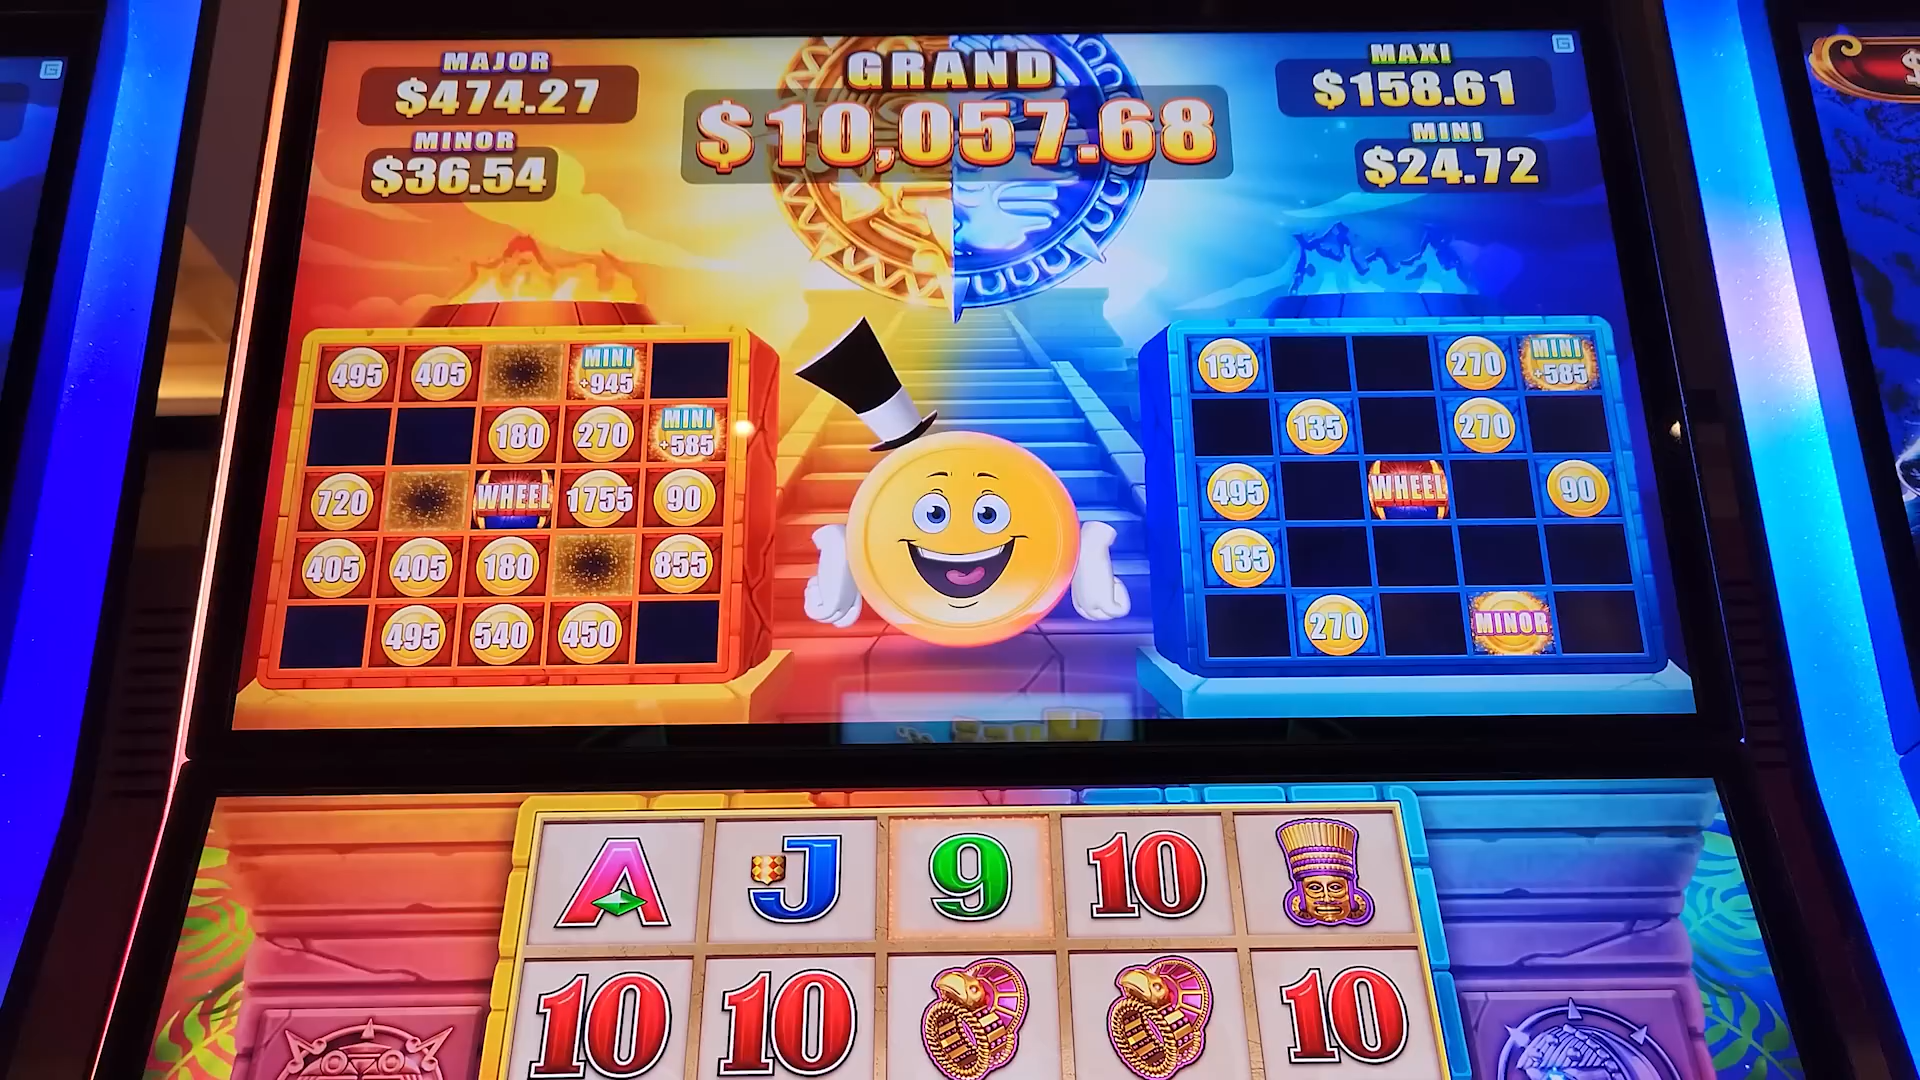 MAJOR
$474.27
MINOR
$36.54
GRAND
$10,057.68
MAXI
$158.61
MINI
$24.72
495 405 MINI +945
180 270 MINI +585
720 WHEEL 1755 90
405 405 180 855
495 540 450
135 270 MINI +585
135 270
495 WHEEL 90
135
270 MINOR
A J 9 10
10 10 10